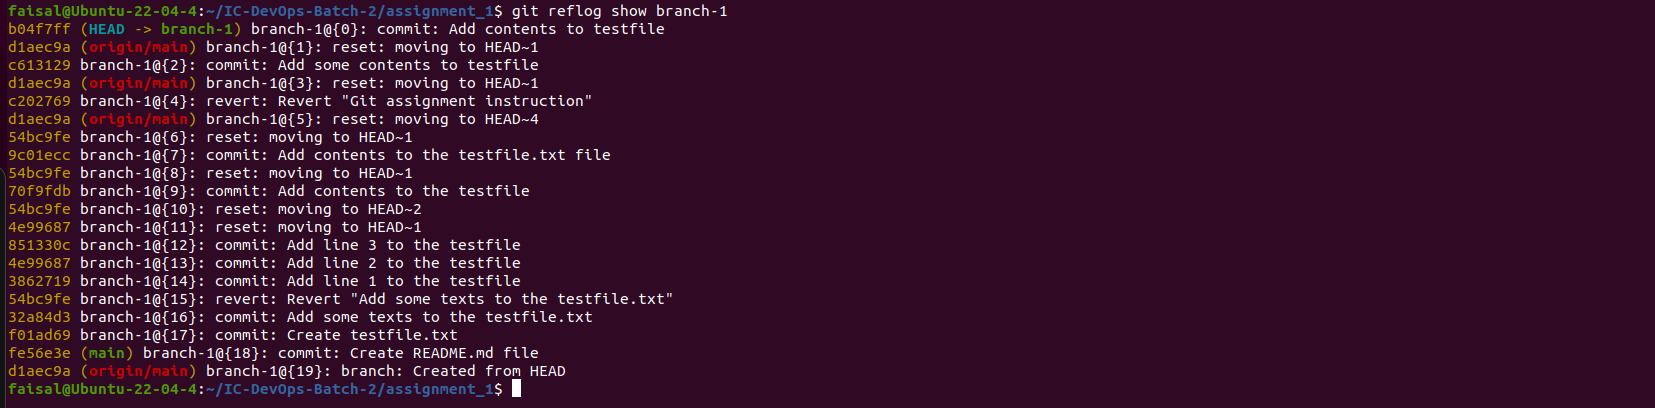 faisal@Ubuntu-22-04-4:~/IC-DevOps-Batch-2/assignment_1$ git reflog show branch-1
b04f7ff (HEAD -> branch-1) branch-1@{0}: commit: Add contents to testfile
d1aec9a (origin/main) branch-1@{1}: reset: moving to HEAD~1
c613129 branch-1@{2}: commit: Add some contents to testfile
d1aec9a (origin/main) branch-1@{3}: reset: moving to HEAD~1
c202769 branch-1@{4}: revert: Revert "Git assignment instruction"
d1aec9a (origin/main) branch-1@{5}: reset: moving to HEAD~4
54bc9fe branch-1@{6}: reset: moving to HEAD~1
9c01ecc branch-1@{7}: commit: Add contents to the testfile.txt file
54bc9fe branch-1@{8}: reset: moving to HEAD~1
70f9fdb branch-1@{9}: commit: Add contents to the testfile
54bc9fe branch-1@{10}: reset: moving to HEAD~2
4e99687 branch-1@{11}: reset: moving to HEAD~1
851330c branch-1@{12}: commit: Add line 3 to the testfile
4e99687 branch-1@{13}: commit: Add line 2 to the testfile
3862719 branch-1@{14}: commit: Add line 1 to the testfile
54bc9fe branch-1@{15}: revert: Revert "Add some texts to the testfile.txt"
32a84d3 branch-1@{16}: commit: Add some texts to the testfile.txt
f01ad69 branch-1@{17}: commit: Create testfile.txt
fe56e3e (main) branch-1@{18}: commit: Create README.md file
d1aec9a (origin/main) branch-1@{19}: branch: Created from HEAD
faisal@Ubuntu-22-04-4:~/IC-DevOps-Batch-2/assignment_1$